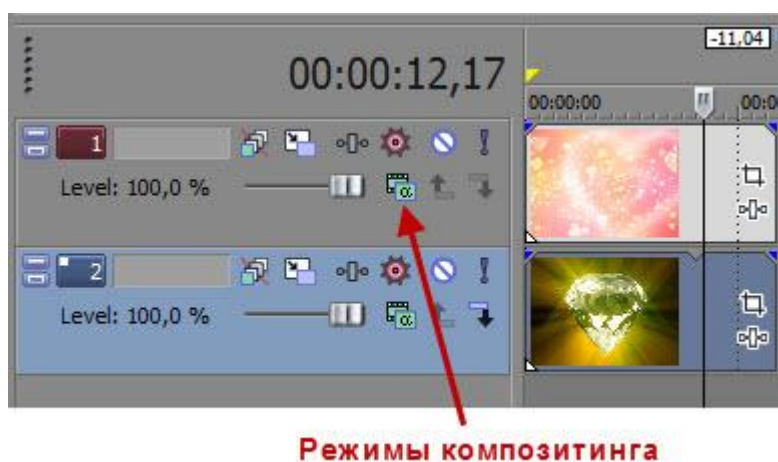 -11,04
00:00:12,17
00:00:00
00:0
1
Level: 100,0 %
α
2
Level: 100,0 %
α
Режимы композитинга